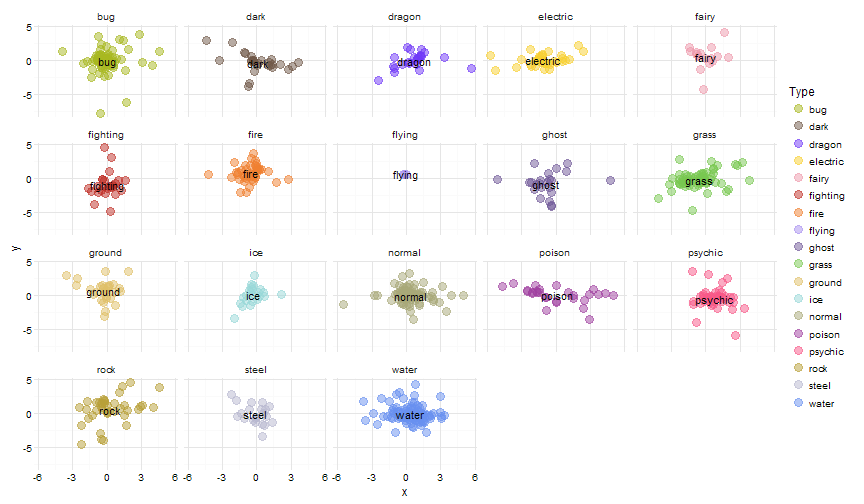 bug dark dragon electric fairy
5
0
-5
bug dark dragon electric fairy
Type
bug
dark
dragon
electric
fairy
fighting
fire
flying
ghost
grass
ground
ice
normal
poison
psychic
rock
steel
water
fighting fire flying ghost grass
5
0
-5
fighting fire flying ghost grass
y
ground ice normal poison psychic
5
0
-5
ground ice normal poison psychic
rock steel water
5
0
-5
rock steel water
-6 -3 0 3 6 -6 -3 0 3 6 -6 -3 0 3 6
x